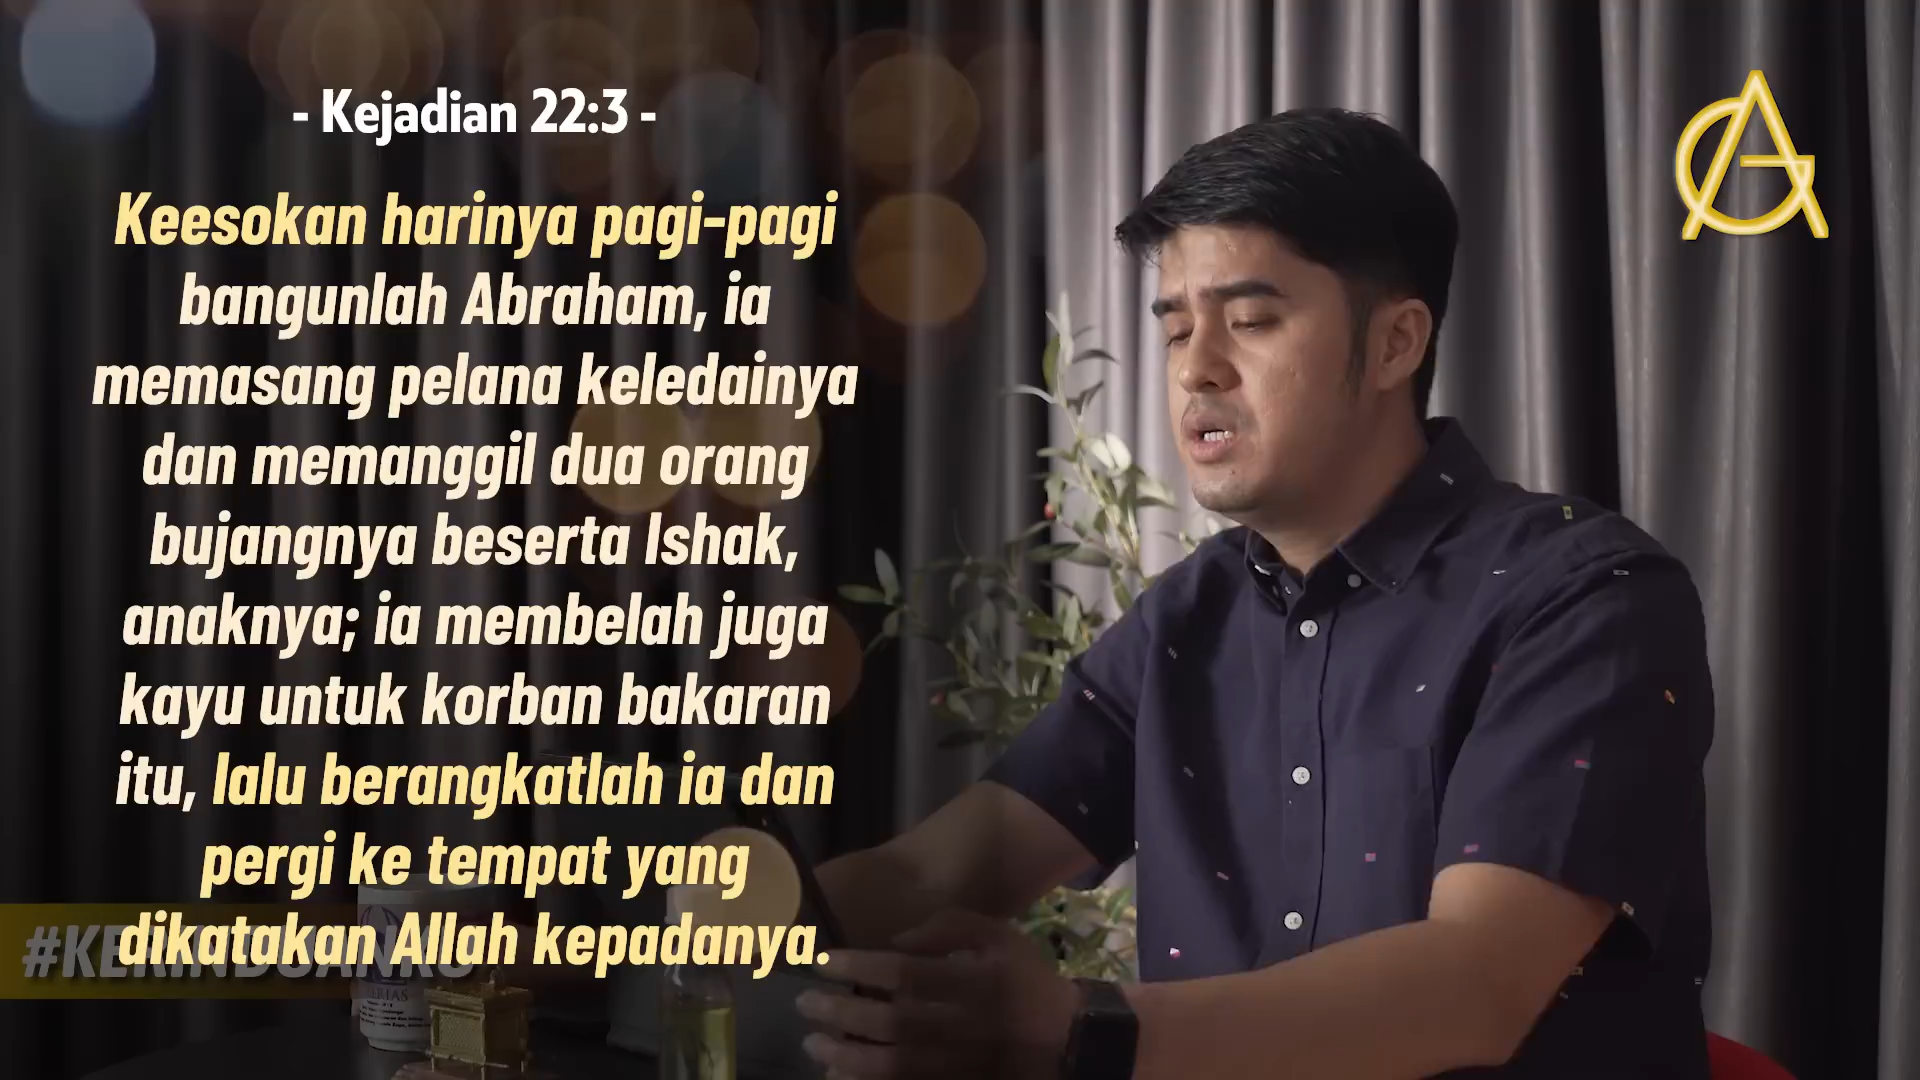 - Kejadian 22:3 -
Keesokan harinya pagi-pagi
bangunlah Abraham, ia
memasang pelana keledainya
dan memanggil dua orang
bujangnya beserta Ishak,
anaknya; ia membelah juga
kayu untuk korban bakaran
itu, lalu berangkatlah ia dan
pergi ke tempat yang
dikatakan Allah kepadanya.
#KERINDUANKU